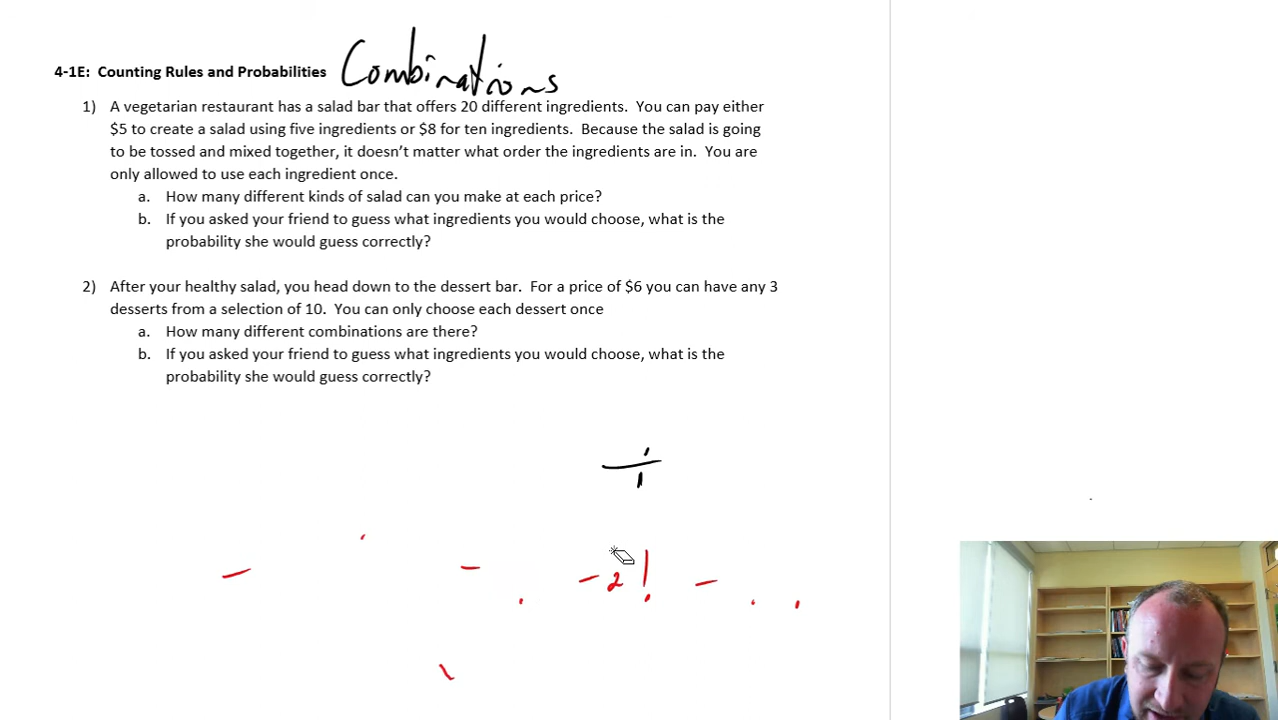 4-1E: Counting Rules and Probabilities Combinations
1) A vegetarian restaurant has a salad bar that offers 20 different ingredients. You can pay either
$5 to create a salad using five ingredients or $8 for ten ingredients. Because the salad is going
to be tossed and mixed together, it doesn't matter what order the ingredients are in. You are
only allowed to use each ingredient once.
a. How many different kinds of salad can you make at each price?
b. If you asked your friend to guess what ingredients you would choose, what is the
probability she would guess correctly?
2) After your healthy salad, you head down to the dessert bar. For a price of $6 you can have any 3
desserts from a selection of 10. You can only choose each dessert once
a. How many different combinations are there?
b. If you asked your friend to guess what ingredients you would choose, what is the
probability she would guess correctly?
- 2!